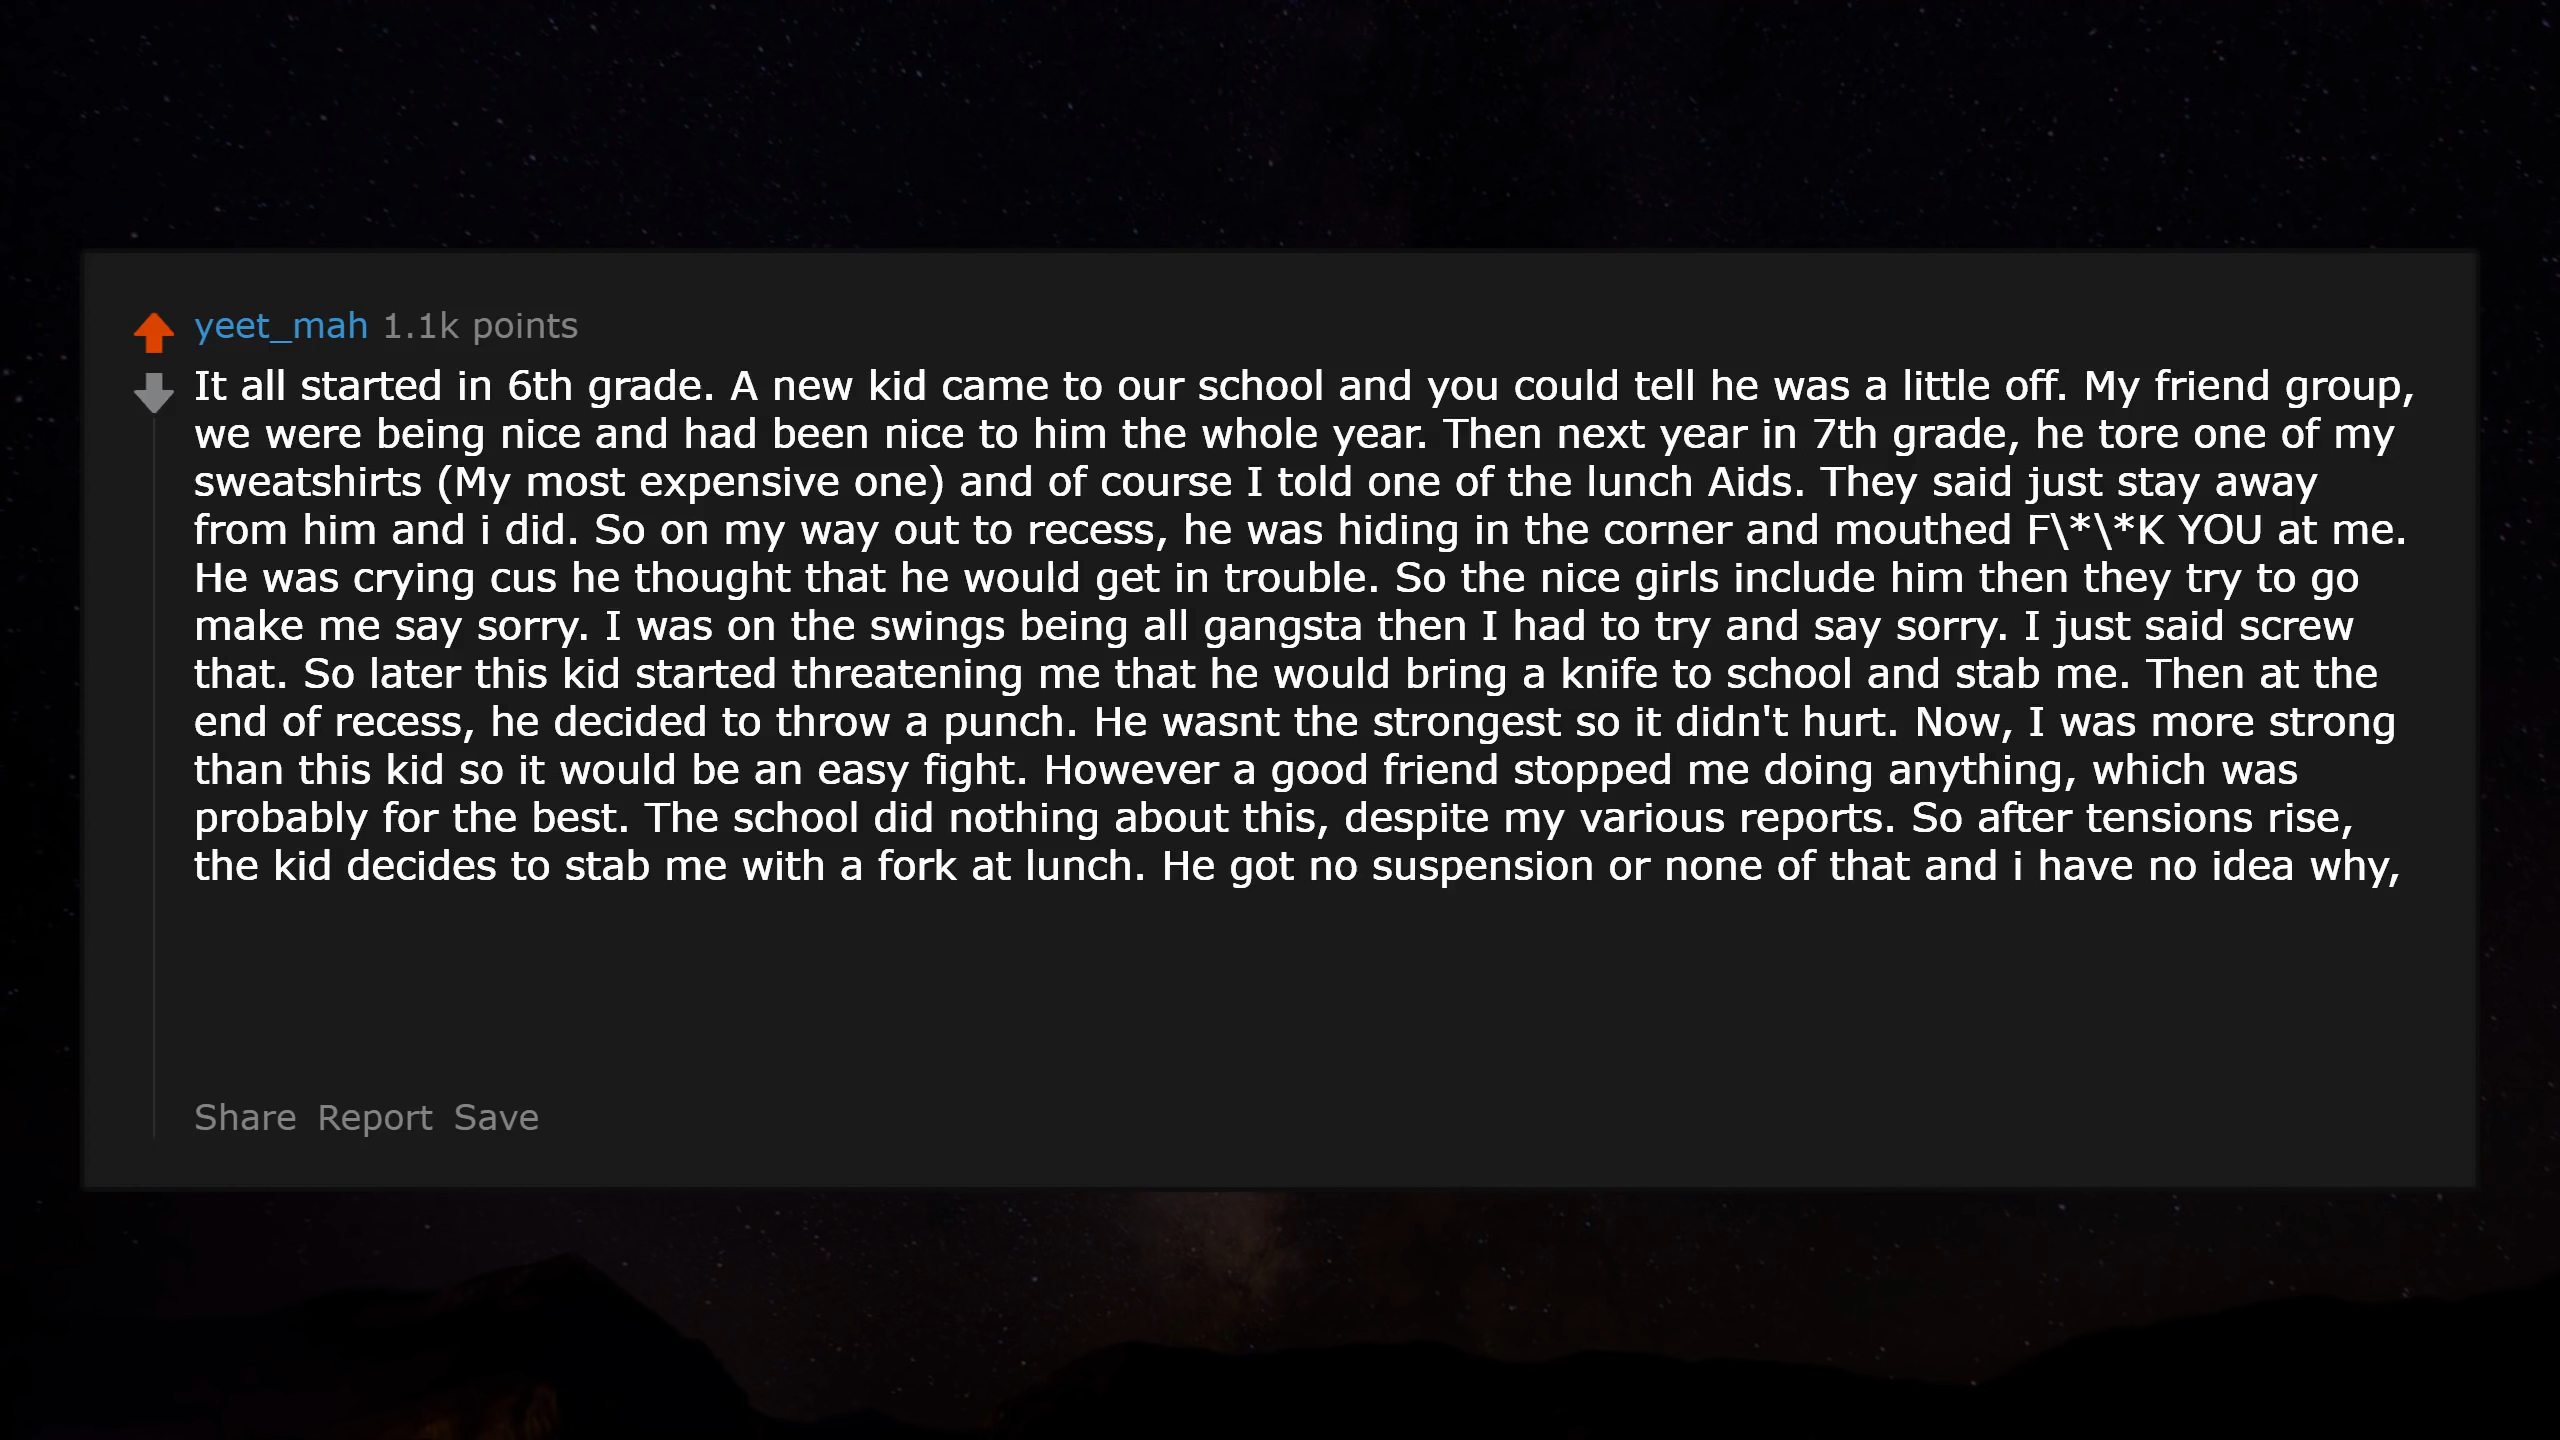 yeet_mah 1.1k points
It all started in 6th grade. A new kid came to our school and you could tell he was a little off. My friend group,
we were being nice and had been nice to him the whole year. Then next year in 7th grade, he tore one of my
sweatshirts (My most expensive one) and of course I told one of the lunch Aids. They said just stay away
from him and i did. So on my way out to recess, he was hiding in the corner and mouthed F\*\*K YOU at me.
He was crying cus he thought that he would get in trouble. So the nice girls include him then they try to go
make me say sorry. I was on the swings being all gangsta then I had to try and say sorry. I just said screw
that. So later this kid started threatening me that he would bring a knife to school and stab me. Then at the
end of recess, he decided to throw a punch. He wasnt the strongest so it didn't hurt. Now, I was more strong
than this kid so it would be an easy fight. However a good friend stopped me doing anything, which was
probably for the best. The school did nothing about this, despite my various reports. So after tensions rise,
the kid decides to stab me with a fork at lunch. He got no suspension or none of that and i have no idea why,
Share Report Save